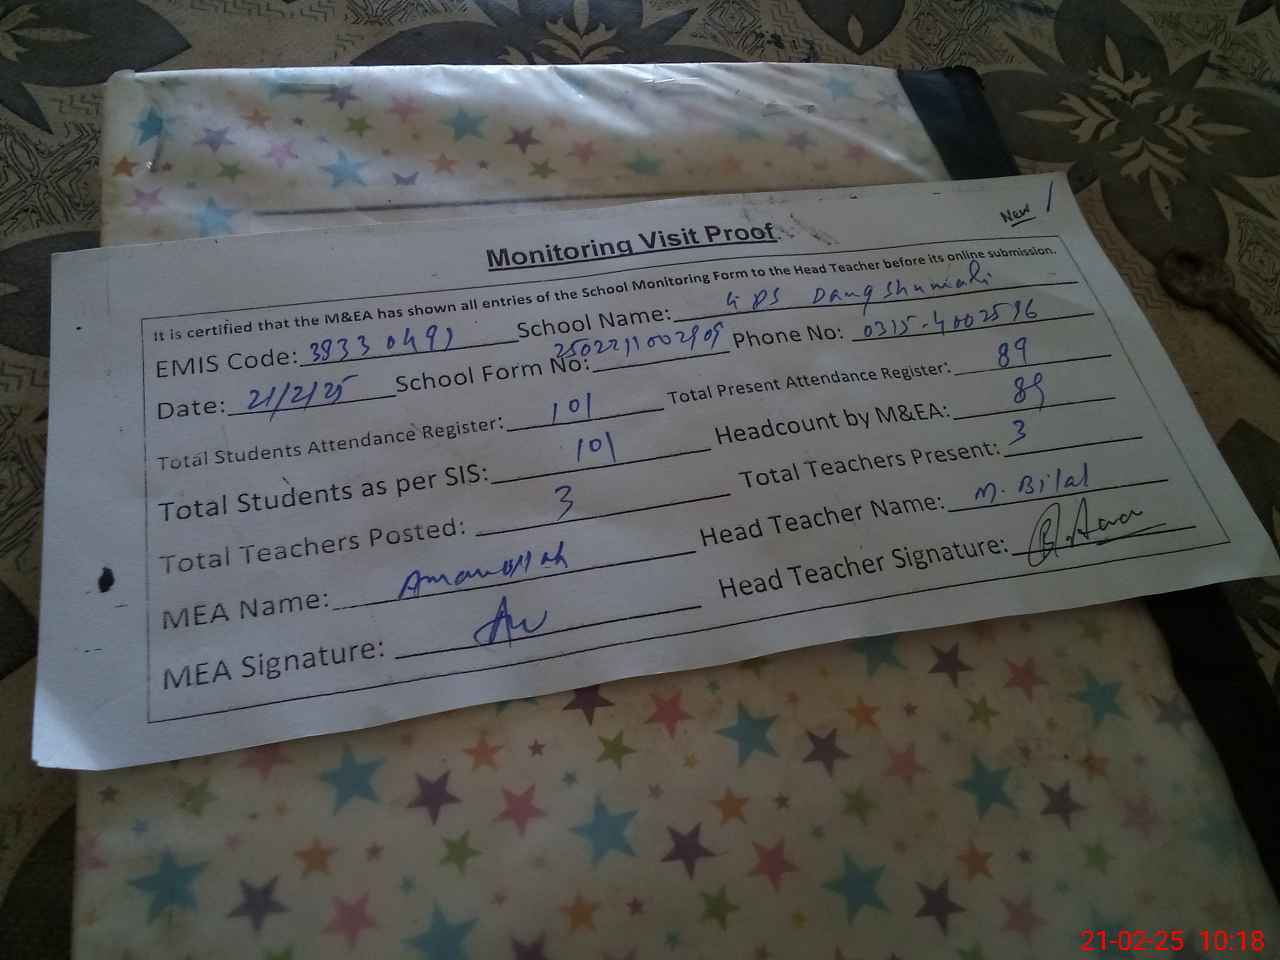 New 1
Monitoring Visit Proof
It is certified that the M&EA has shown all entries of the School Monitoring Form to the Head Teacher before its online submission.
EMIS Code: School Name: GPS Dang Shumali
Date: 21/2/25 School Form No: Phone No: 0315-4002596
Total Students Attendance Register: 101 Total Present Attendance Register: 89
Total Students as per SIS: 101 Headcount by M&EA: 89
Total Teachers Posted: 3 Total Teachers Present: 3
MEA Name: Amanullah Head Teacher Name: M. Bilal
MEA Signature: Head Teacher Signature:
21-02-25 10:18